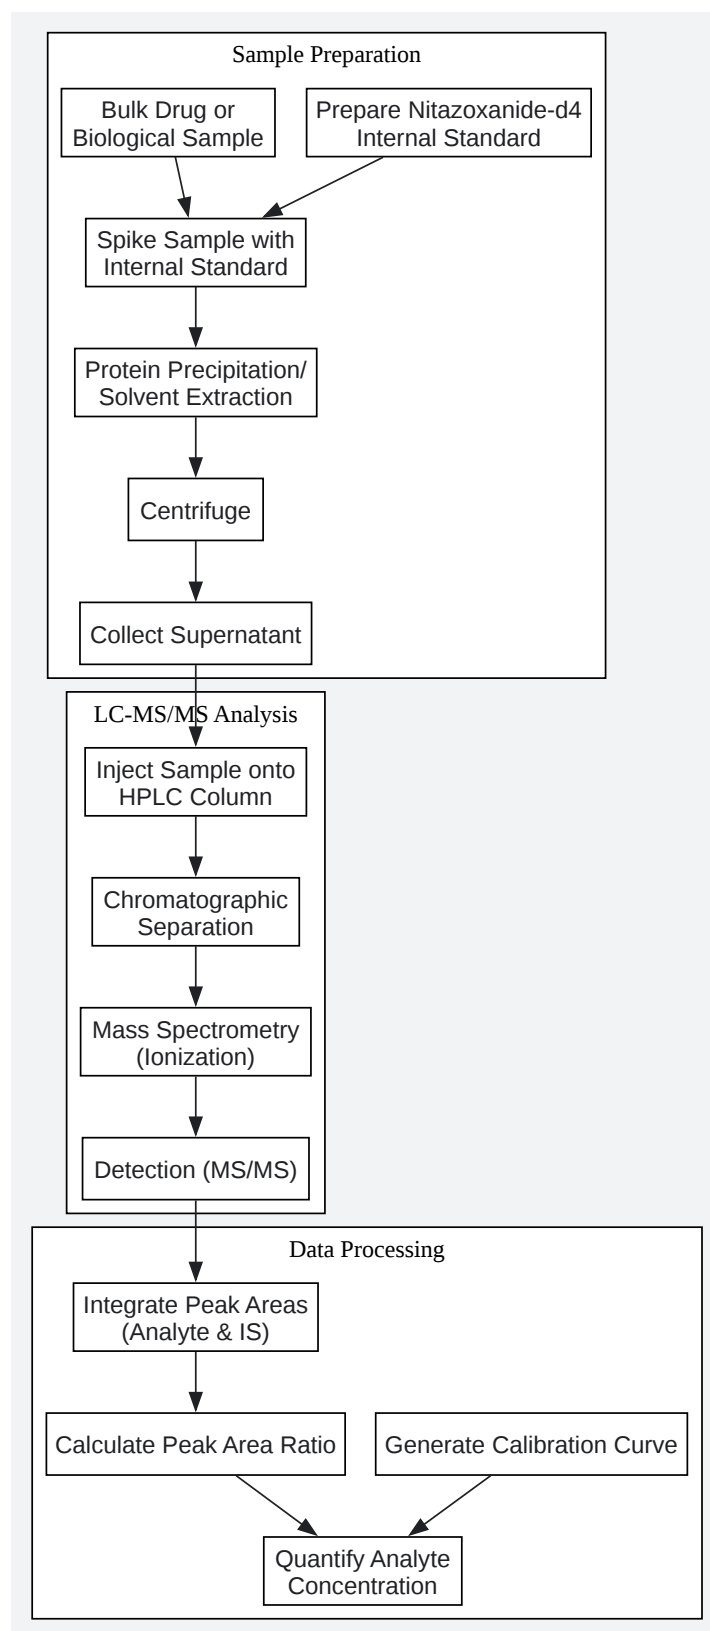 Sample Preparation
Bulk Drug or
Biological Sample
Prepare Nitazoxanide-d4
Internal Standard
Spike Sample with
Internal Standard
Protein Precipitation/
Solvent Extraction
Centrifuge
Collect Supernatant
LC-MS/MS Analysis
Inject Sample onto
HPLC Column
Chromatographic
Separation
Mass Spectrometry
(Ionization)
Detection (MS/MS)
Data Processing
Integrate Peak Areas
(Analyte & IS)
Calculate Peak Area Ratio
Generate Calibration Curve
Quantify Analyte
Concentration